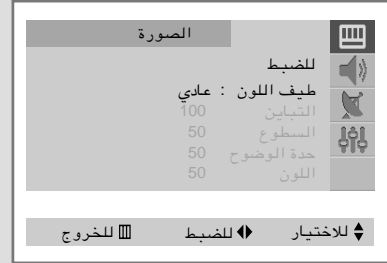 الصورة
للضبط
طيف اللون : عادي
التباين 100
السطوع 50
حدة الوضوح 50
اللون 50
للاختيار للضبط للخروج